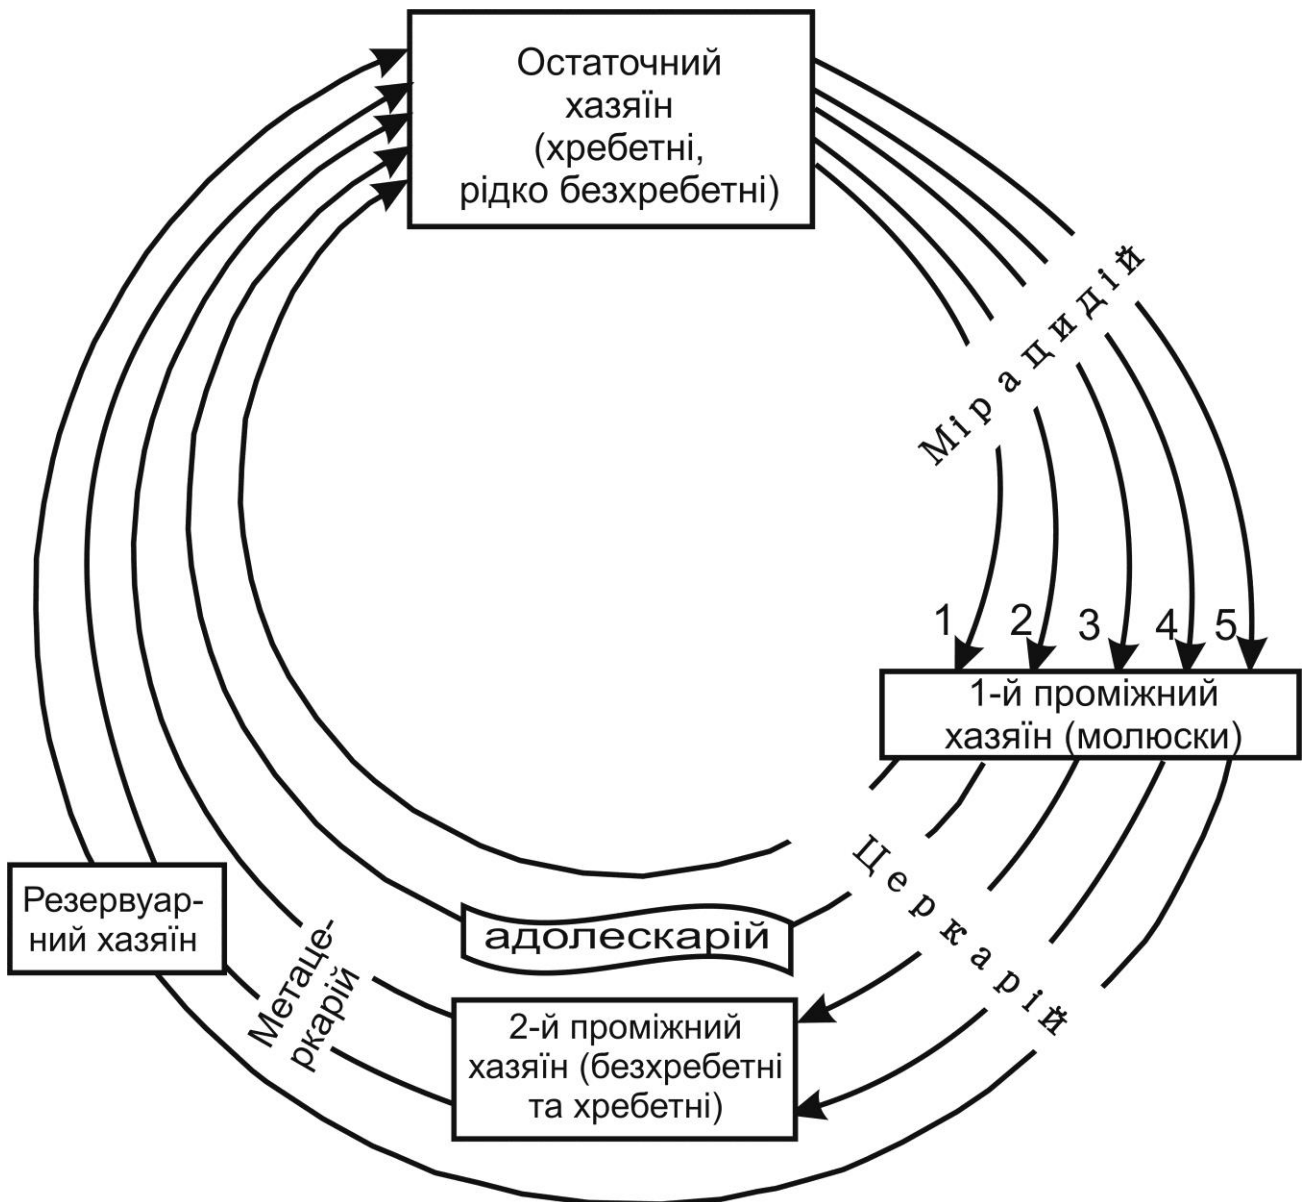 Остаточний
хазяїн
(хребетні,
рідко безхребетні)
Мірацидій
1 2 3 4 5
1-й проміжний
хазяїн (молюски)
Церкарій
Резервуар-
ний хазяїн
Метаце-
ркарій
адолескарій
2-й проміжний
хазяїн (безхребетні
та хребетні)